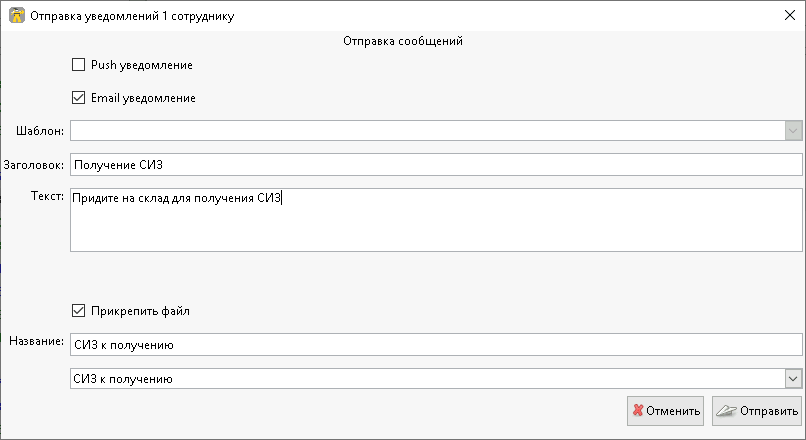 Отправка уведомлений 1 сотруднику
Отправка сообщений
Push уведомление
Email уведомление
Шаблон:
Заголовок: Получение СИЗ
Текст: Придите на склад для получения СИЗ
Прикрепить файл
Название: СИЗ к получению
СИЗ к получению
Отменить Отправить